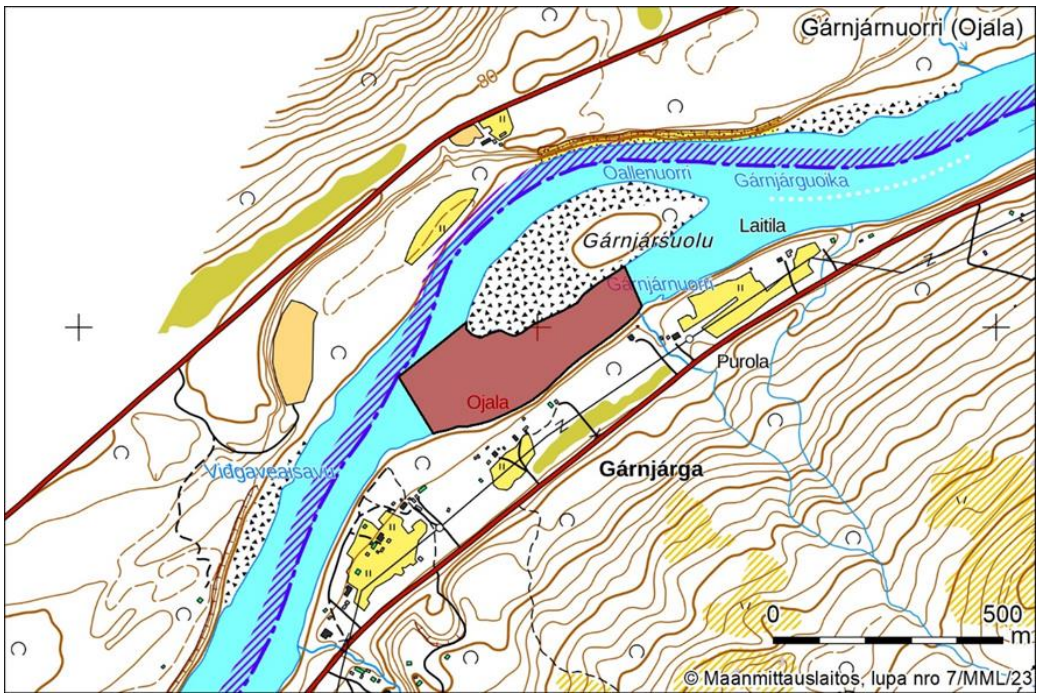 Gárnjárnuorri (Ojala)
80
Oallenuorri
Gárnjárguoika
Laitila
Gárnjársuolu
Gárnjárnuorri
Purola
Ojala
Gárnjárga
Vidgaveaisavu
0 500
m
© Maanmittauslaitos, lupa nro 7/MML/23